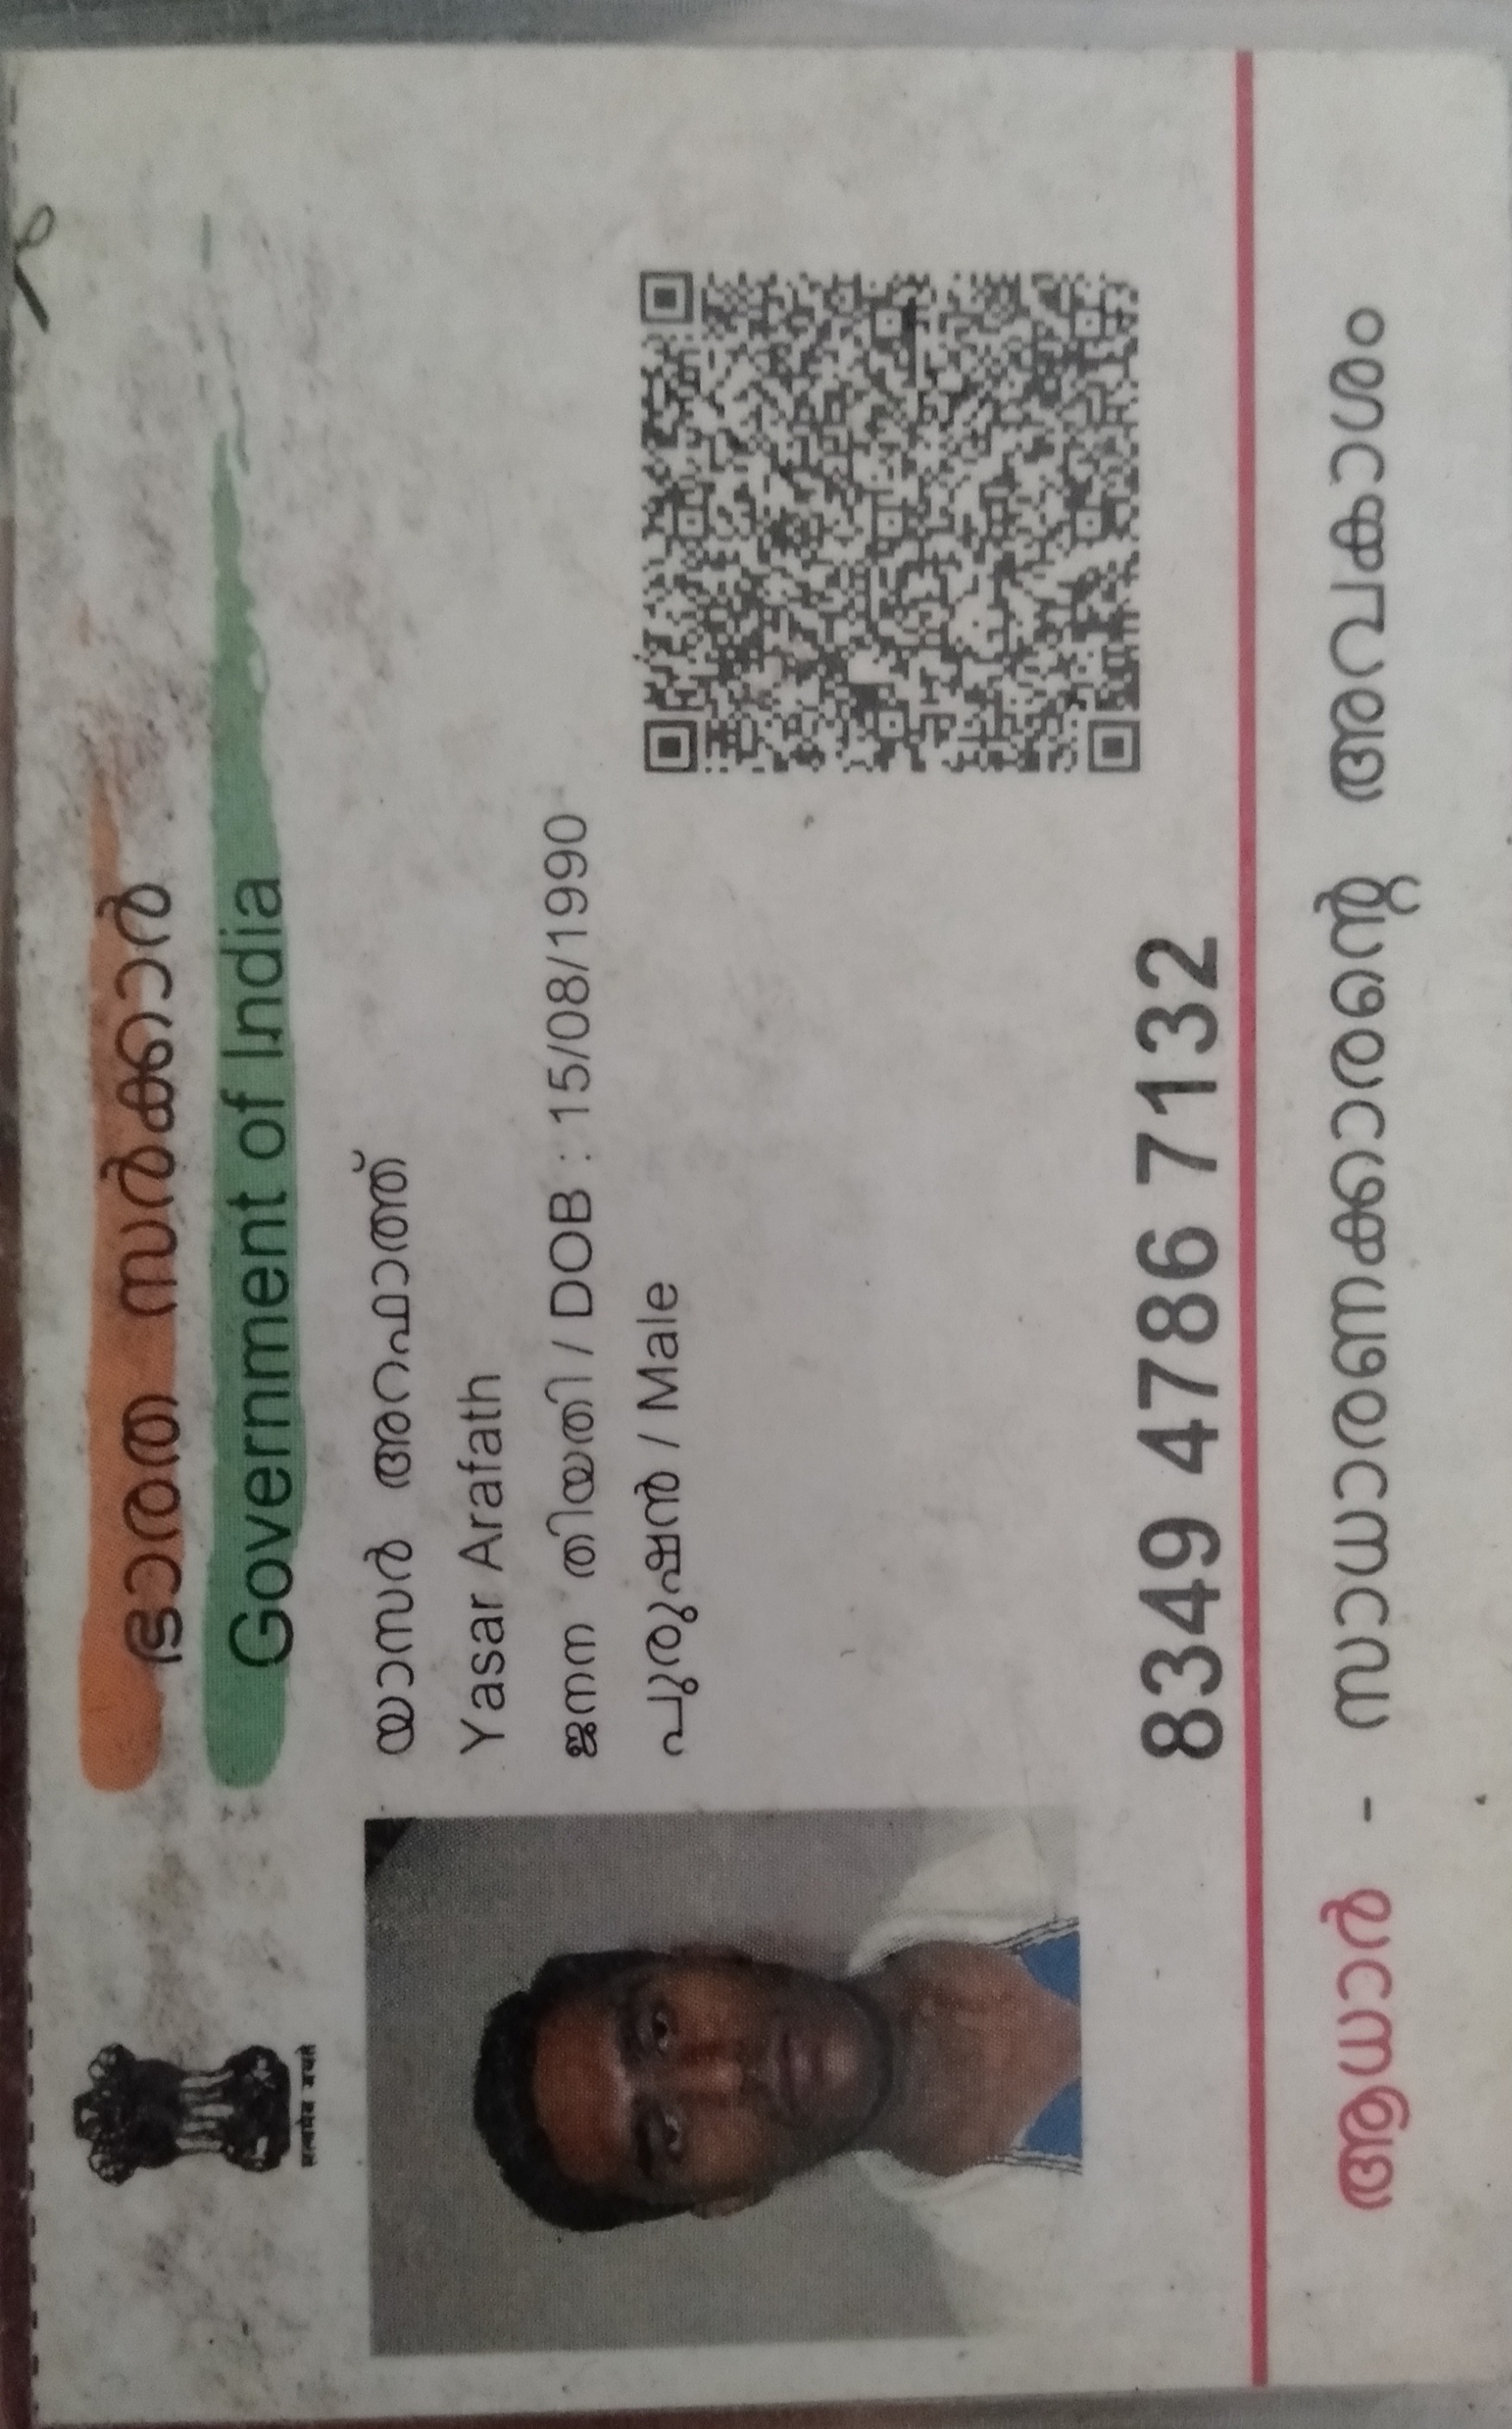 ഭാരത സർക്കാർ
Government of India
सत्यमेव जयते
യാസർ അറഫാത്ത്
Yasar Arafath
ജനന തിയതി / DOB : 15/08/1990
പുരുഷൻ / Male
8349 4786 7132
ആധാർ - സാധാരണക്കാരന്റെ അവകാശം